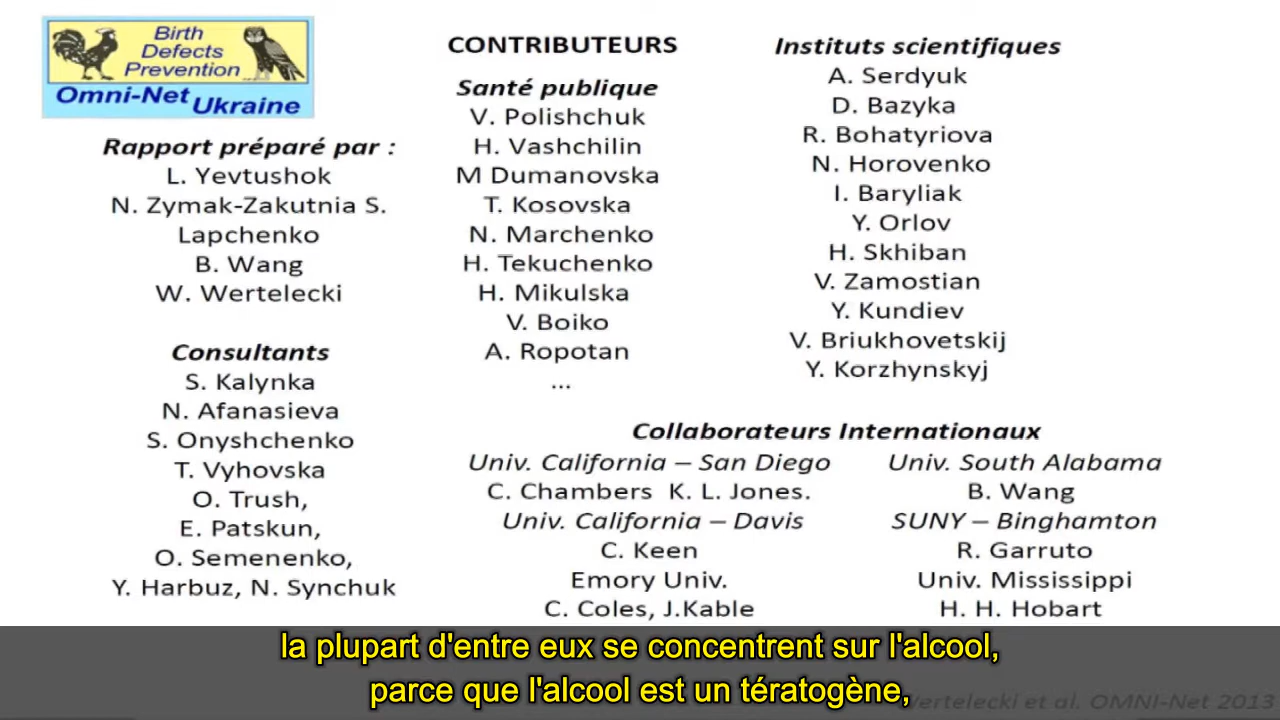 Birth
Defects
Prevention
Omni-Net Ukraine
Rapport préparé par :
L. Yevtushok
N. Zymak-Zakutnia S.
Lapchenko
B. Wang
W. Wertelecki
Consultants
S. Kalynka
N. Afanasieva
S. Onyshchenko
T. Vyhovska
O. Trush,
E. Patskun,
O. Semenenko,
Y. Harbuz, N. Synchuk
CONTRIBUTEURS
Santé publique
V. Polishchuk
H. Vashchilin
M Dumanovska
T. Kosovska
N. Marchenko
H. Tekuchenko
H. Mikulska
V. Boiko
A. Ropotan
...
Instituts scientifiques
A. Serdyuk
D. Bazyka
R. Bohatyriova
N. Horovenko
I. Baryliak
Y. Orlov
H. Skhiban
V. Zamostian
Y. Kundiev
V. Briukhovetskij
Y. Korzhynskyj
Collaborateurs Internationaux
Univ. California – San Diego
C. Chambers K. L. Jones.
Univ. California – Davis
C. Keen
Emory Univ.
C. Coles, J.Kable
Univ. South Alabama
B. Wang
SUNY – Binghamton
R. Garruto
Univ. Mississippi
H. H. Hobart
la plupart d'entre eux se concentrent sur l'alcool,
parce que l'alcool est un tératogène,
Wertelecki et al. OMNI-Net 2013